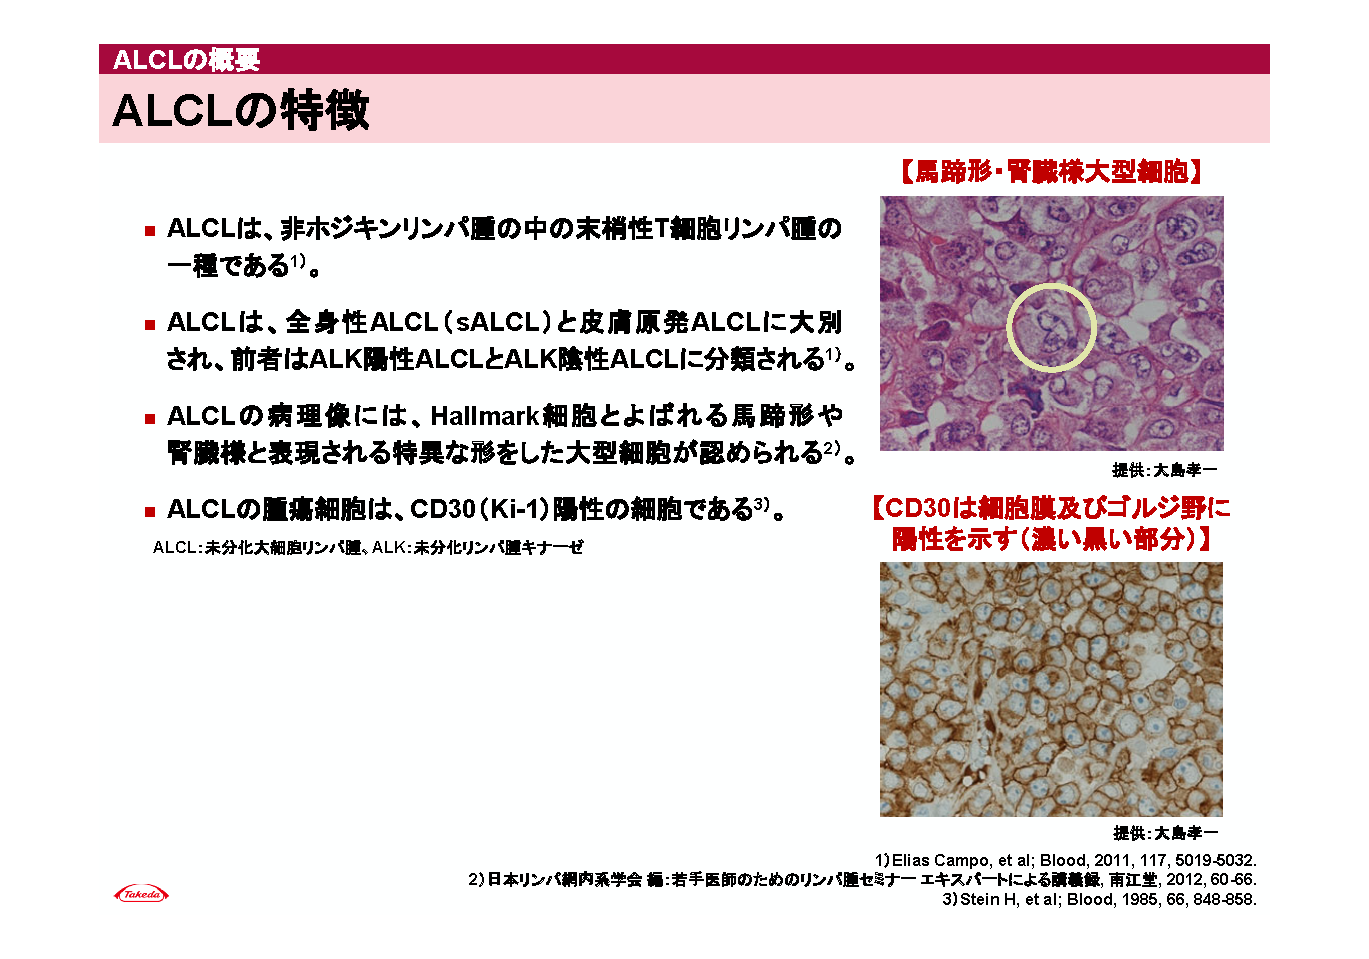 ALCLの概要
ALCLの特徴
■ ALCLは、非ホジキンリンパ腫の中の末梢性T細胞リンパ腫の
一種である1)。
■ ALCLは、全身性ALCL（sALCL）と皮膚原発ALCLに大別
され、前者はALK陽性ALCLとALK陰性ALCLに分類される1)。
■ ALCLの病理像には、Hallmark細胞とよばれる馬蹄形や
腎臓様と表現される特異な形をした大型細胞が認められる2)。
■ ALCLの腫瘍細胞は、CD30（Ki-1）陽性の細胞である3)。
ALCL：未分化大細胞リンパ腫、ALK：未分化リンパ腫キナーゼ
【馬蹄形・腎臓様大型細胞】
提供：大島孝一
【CD30は細胞膜及びゴルジ野に
陽性を示す（濃い黒い部分）】
提供：大島孝一
1）Elias Campo, et al; Blood, 2011, 117, 5019-5032.
2）日本リンパ網内系学会 編：若手医師のためのリンパ腫セミナー エキスパートによる講義録, 南江堂, 2012, 60-66.
3）Stein H, et al; Blood, 1985, 66, 848-858.
Takeda